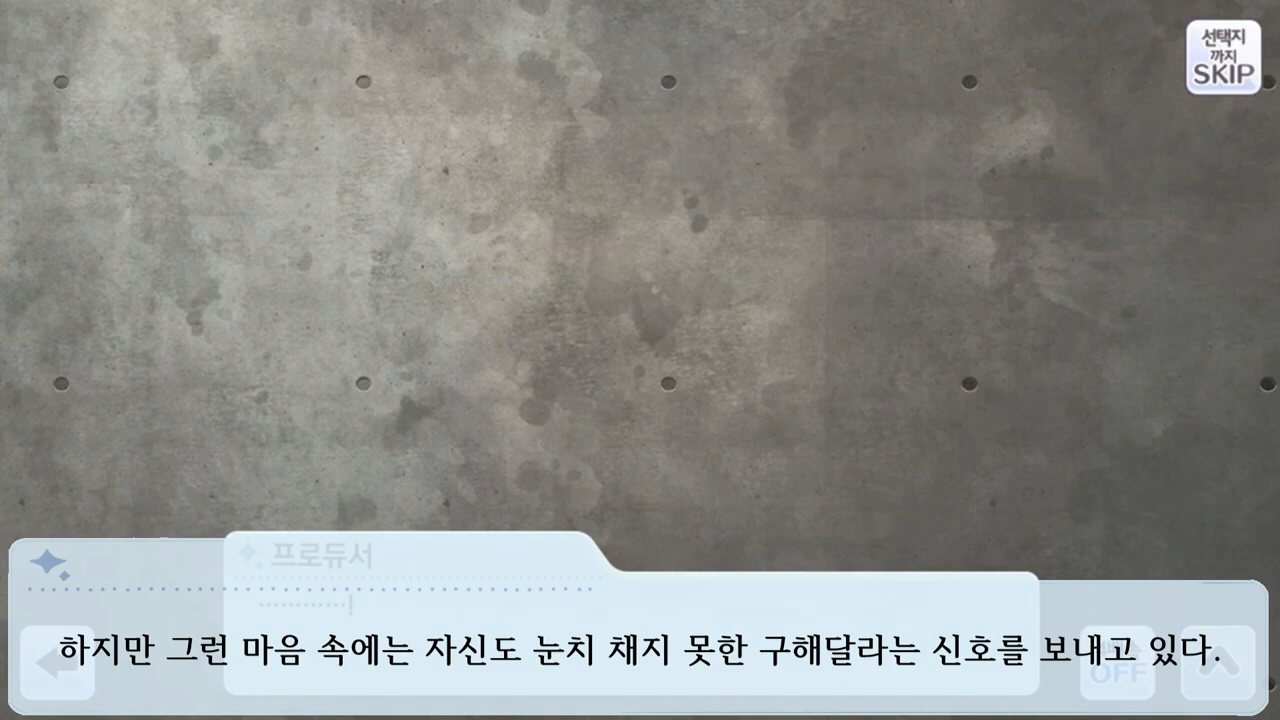 선택지
까지
SKIP
프로듀서
············!
하지만 그런 마음 속에는 자신도 눈치 채지 못한 구해달라는 신호를 보내고 있다.
OFF